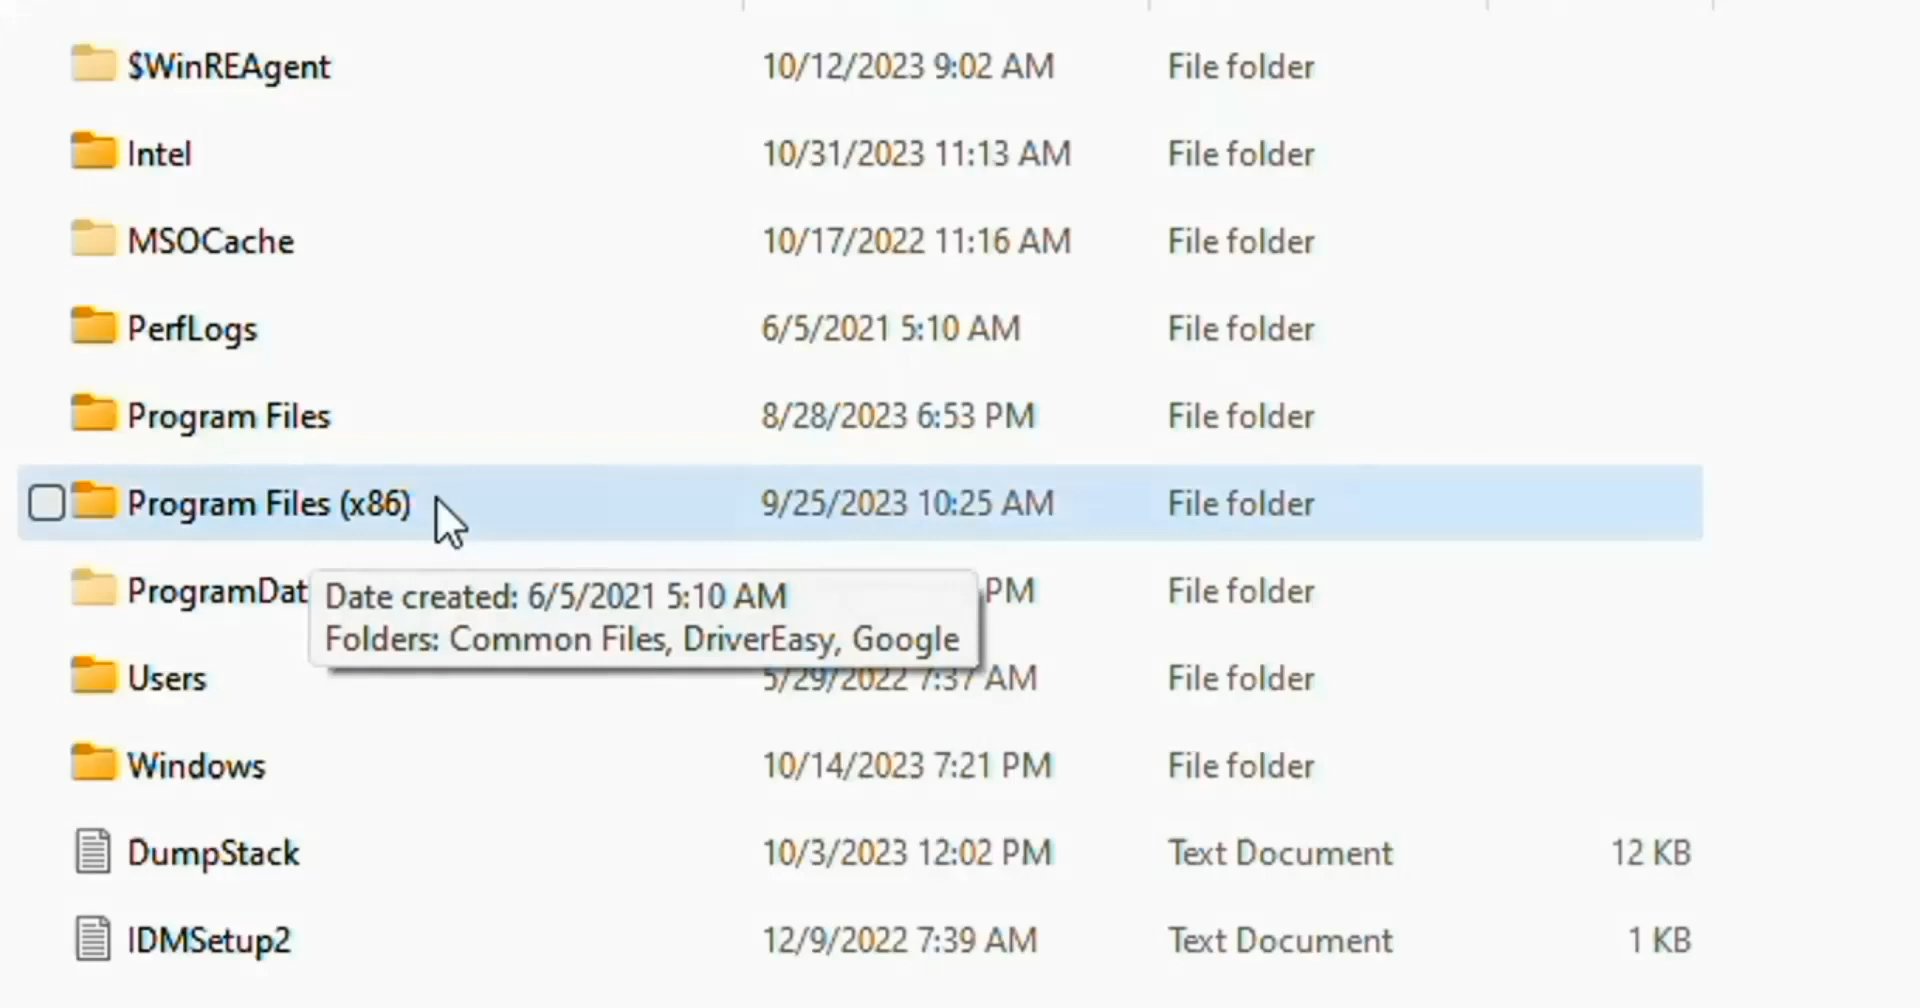 $WinREAgent 10/12/2023 9:02 AM File folder
Intel 10/31/2023 11:13 AM File folder
MSOCache 10/17/2022 11:16 AM File folder
PerfLogs 6/5/2021 5:10 AM File folder
Program Files 8/28/2023 6:53 PM File folder
Program Files (x86) 9/25/2023 10:25 AM File folder
ProgramDat PM File folder
Date created: 6/5/2021 5:10 AM
Folders: Common Files, DriverEasy, Google
Users 5/29/2022 7:37 AM File folder
Windows 10/14/2023 7:21 PM File folder
DumpStack 10/3/2023 12:02 PM Text Document 12 KB
IDMSetup2 12/9/2022 7:39 AM Text Document 1 KB